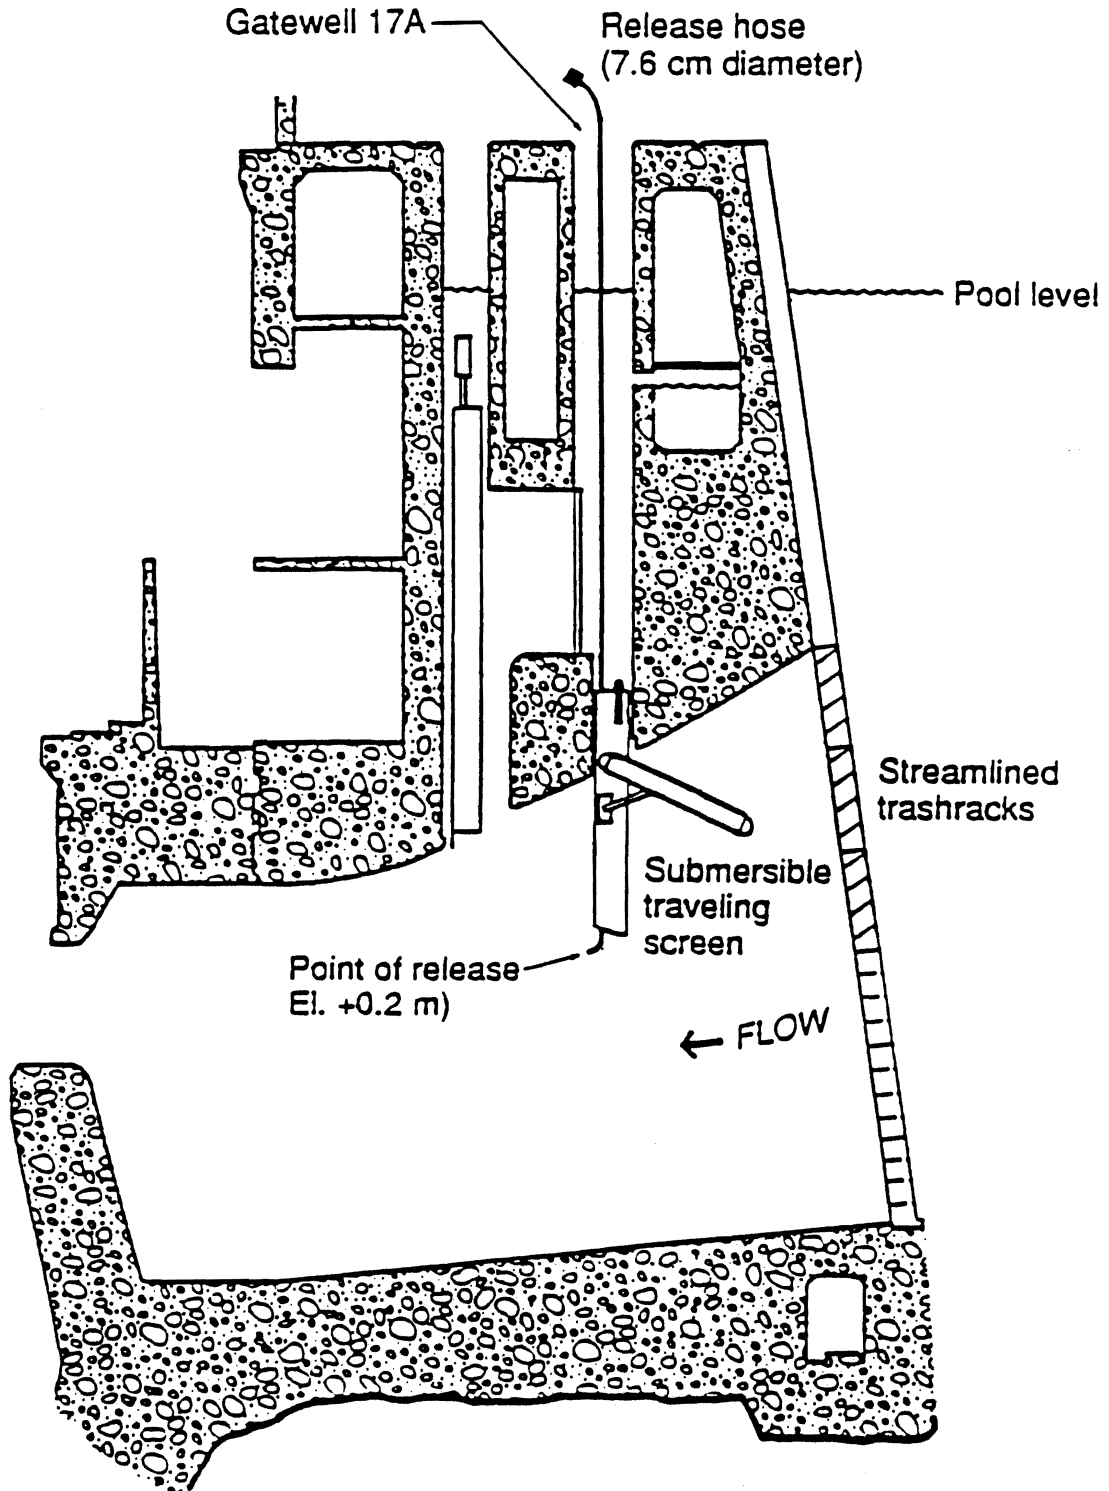 Gatewell 17A
Release hose
(7.6 cm diameter)
Pool level
Streamlined
trashracks
Submersible
traveling
screen
Point of release
El. +0.2 m)
← FLOW